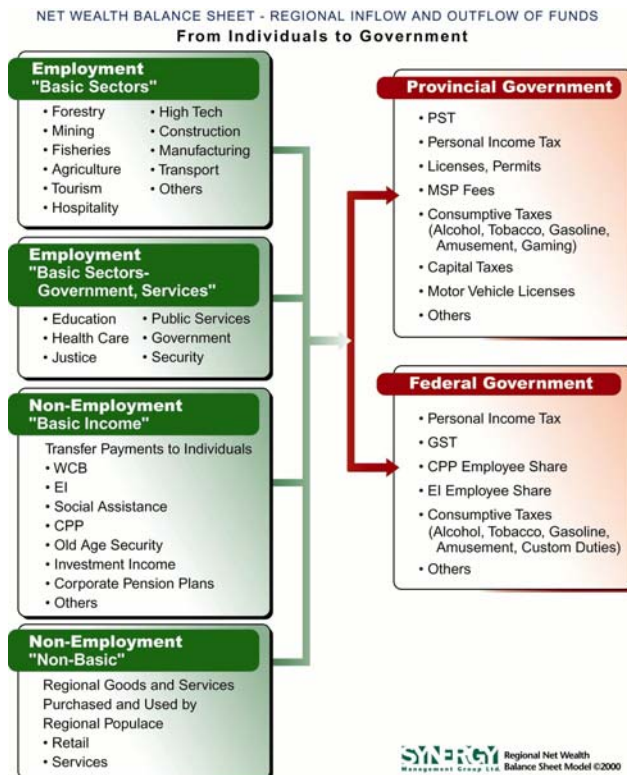 NET WEALTH BALANCE SHEET - REGIONAL INFLOW AND OUTFLOW OF FUNDS
From Individuals to Government
Employment
"Basic Sectors"
• Forestry
• Mining
• Fisheries
• Agriculture
• Tourism
• Hospitality
• High Tech
• Construction
• Manufacturing
• Transport
• Others
Employment
"Basic Sectors-
Government, Services"
• Education
• Health Care
• Justice
• Public Services
• Government
• Security
Non-Employment
"Basic Income"
Transfer Payments to Individuals
• WCB
• EI
• Social Assistance
• CPP
• Old Age Security
• Investment Income
• Corporate Pension Plans
• Others
Non-Employment
"Non-Basic"
Regional Goods and Services
Purchased and Used by
Regional Populace
• Retail
• Services
Provincial Government
• PST
• Personal Income Tax
• Licenses, Permits
• MSP Fees
• Consumptive Taxes
(Alcohol, Tobacco, Gasoline,
Amusement, Gaming)
• Capital Taxes
• Motor Vehicle Licenses
• Others
Federal Government
• Personal Income Tax
• GST
• CPP Employee Share
• EI Employee Share
• Consumptive Taxes
(Alcohol, Tobacco, Gasoline,
Amusement, Custom Duties)
• Others
SYNERGY
Management Group Ltd.
Regional Net Wealth
Balance Sheet Model ©2000